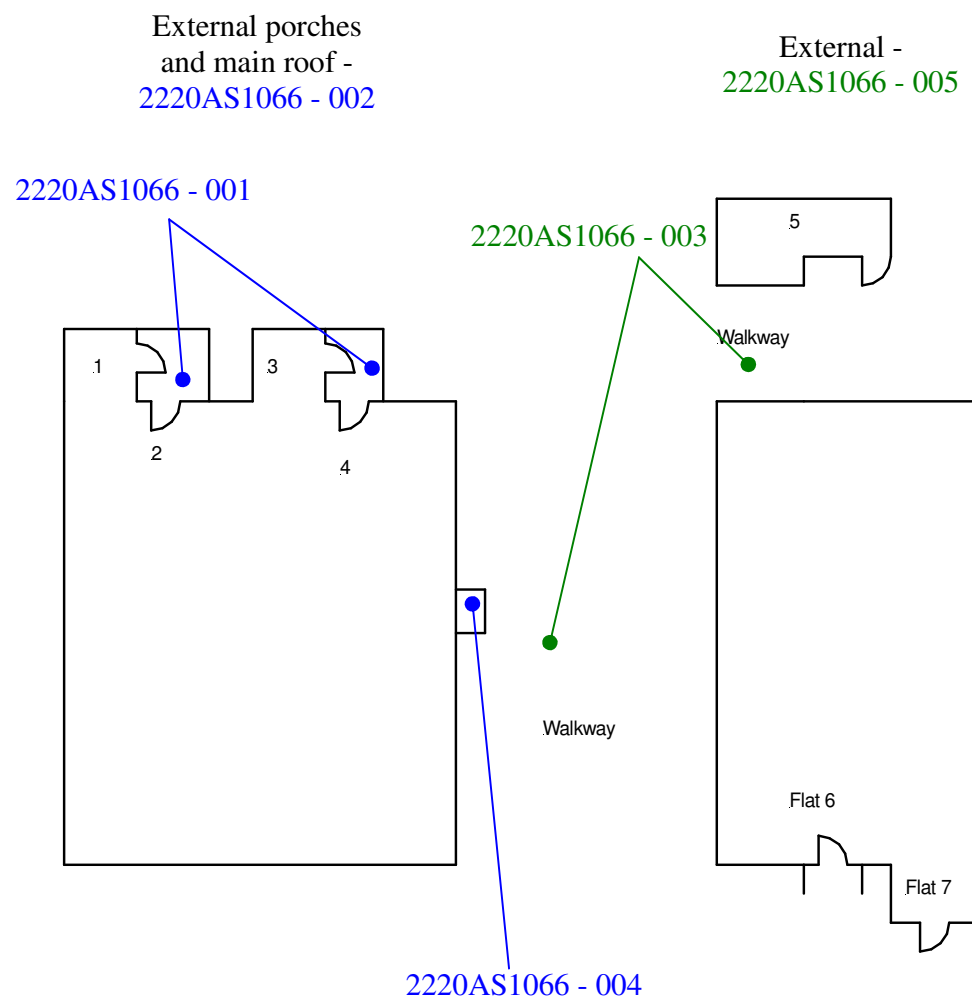 External porches
and main roof -
2220AS1066 - 002
External -
2220AS1066 - 005
2220AS1066 - 001
2220AS1066 - 003
5
Walkway
1
3
2
4
Walkway
Flat 6
Flat 7
2220AS1066 - 004